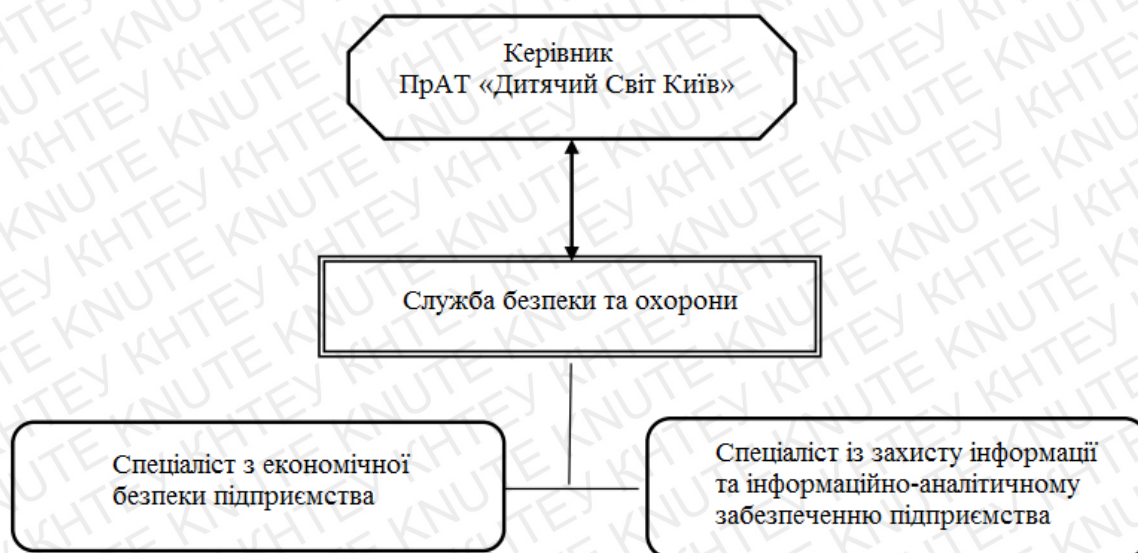 Керівник
ПрАТ «Дитячий Світ Київ»
Служба безпеки та охорони
Спеціаліст з економічної
безпеки підприємства
Спеціаліст із захисту інформації
та інформаційно-аналітичному
забезпеченню підприємства